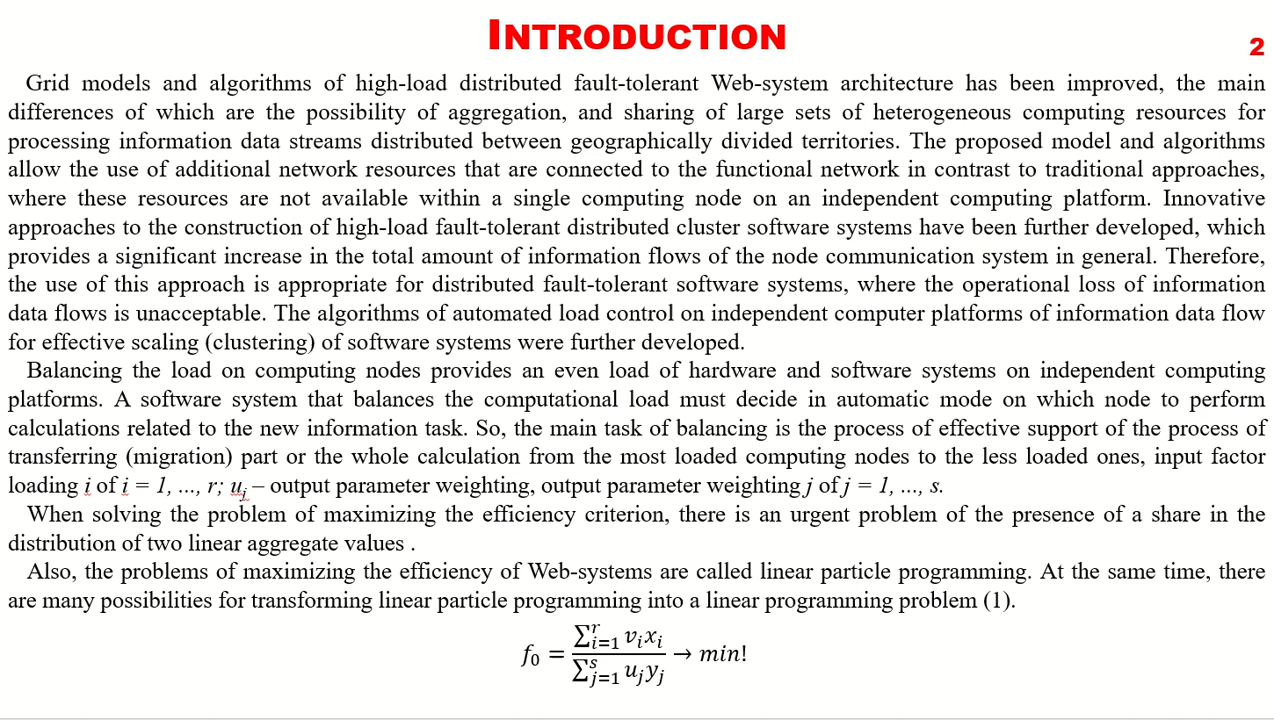 INTRODUCTION
2
Grid models and algorithms of high-load distributed fault-tolerant Web-system architecture has been improved, the main
differences of which are the possibility of aggregation, and sharing of large sets of heterogeneous computing resources for
processing information data streams distributed between geographically divided territories. The proposed model and algorithms
allow the use of additional network resources that are connected to the functional network in contrast to traditional approaches,
where these resources are not available within a single computing node on an independent computing platform. Innovative
approaches to the construction of high-load fault-tolerant distributed cluster software systems have been further developed, which
provides a significant increase in the total amount of information flows of the node communication system in general. Therefore,
the use of this approach is appropriate for distributed fault-tolerant software systems, where the operational loss of information
data flows is unacceptable. The algorithms of automated load control on independent computer platforms of information data flow
for effective scaling (clustering) of software systems were further developed.
Balancing the load on computing nodes provides an even load of hardware and software systems on independent computing
platforms. A software system that balances the computational load must decide in automatic mode on which node to perform
calculations related to the new information task. So, the main task of balancing is the process of effective support of the process of
transferring (migration) part or the whole calculation from the most loaded computing nodes to the less loaded ones, input factor
loading i of i = 1, ..., r; u_j – output parameter weighting, output parameter weighting j of j = 1, ..., s.
When solving the problem of maximizing the efficiency criterion, there is an urgent problem of the presence of a share in the
distribution of two linear aggregate values .
Also, the problems of maximizing the efficiency of Web-systems are called linear particle programming. At the same time, there
are many possibilities for transforming linear particle programming into a linear programming problem (1).
f_0 = \frac{\sum_{i=1}^{r} v_i x_i}{\sum_{j=1}^{s} u_j y_j} → min!